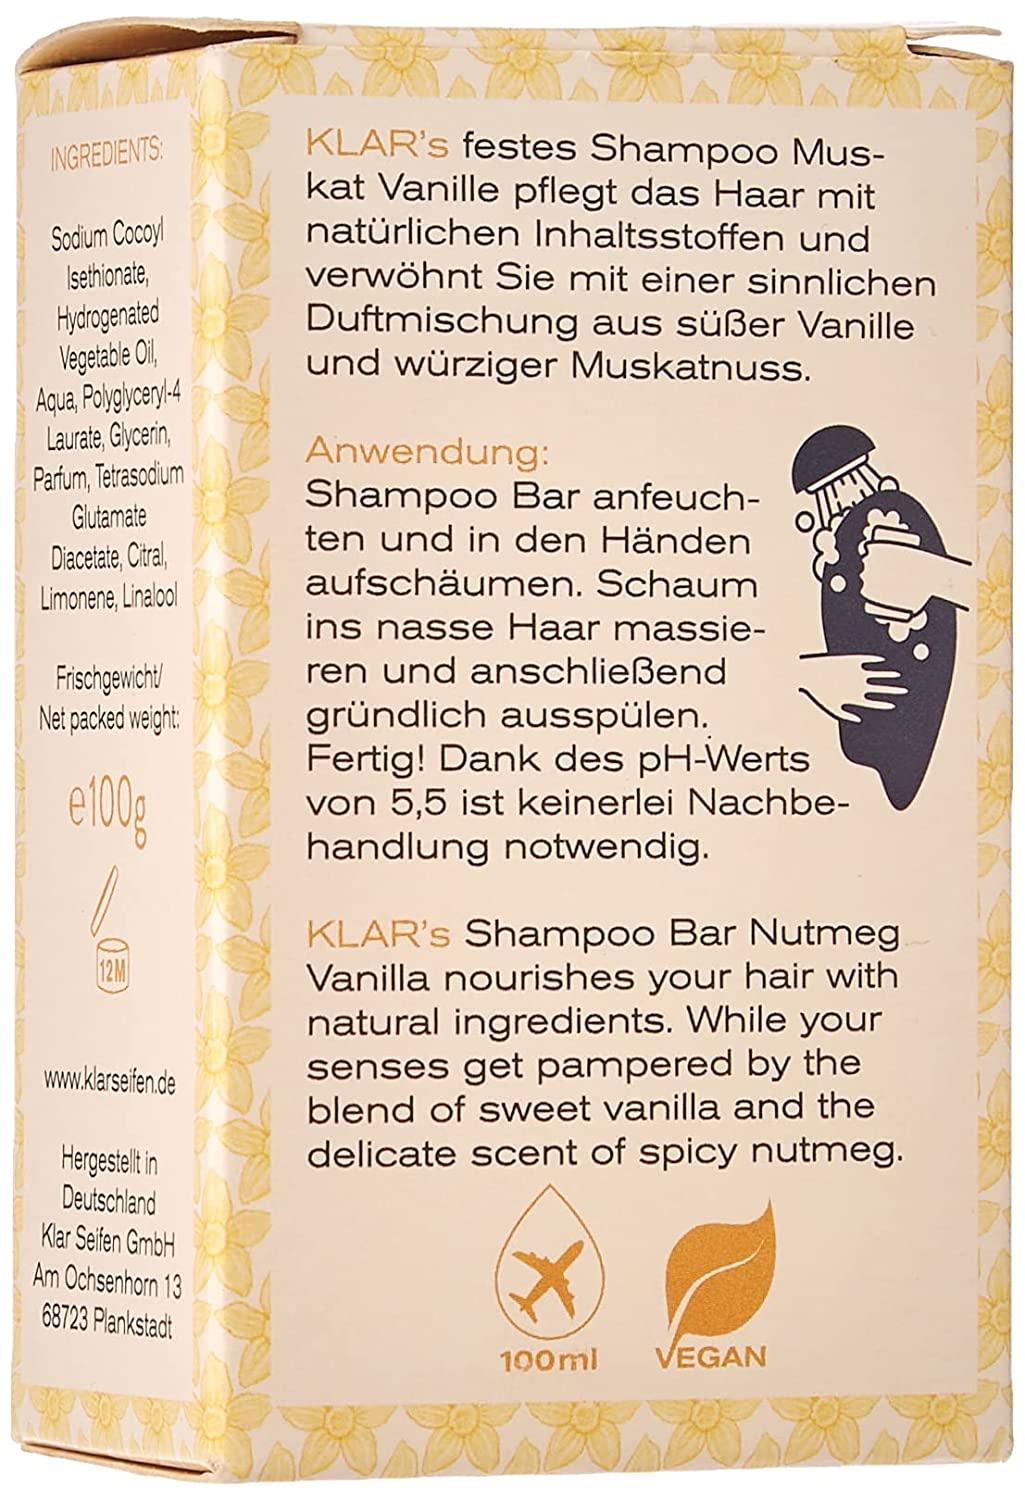 INGREDIENTS:
Sodium Cocoyl
Isethionate,
Hydrogenated
Vegetable Oil,
Aqua, Polyglyceryl-4
Laurate, Glycerin,
Parfum, Tetrasodium
Glutamate
Diacetate, Citral,
Limonene, Linalool
Frischgewicht/
Net packed weight:
e100g
12M
www.klarseifen.de
Hergestellt in
Deutschland
Klar Seifen GmbH
Am Ochsenhorn 13
68723 Plankstadt
KLAR's festes Shampoo Mus-
kat Vanille pflegt das Haar mit
natürlichen Inhaltsstoffen und
verwöhnt Sie mit einer sinnlichen
Duftmischung aus süßer Vanille
und würziger Muskatnuss.
Anwendung:
Shampoo Bar anfeuch-
ten und in den Händen
aufschäumen. Schaum
ins nasse Haar massie-
ren und anschließend
gründlich ausspülen.
Fertig! Dank des pH-Werts
von 5,5 ist keinerlei Nachbe-
handlung notwendig.
KLAR's Shampoo Bar Nutmeg
Vanilla nourishes your hair with
natural ingredients. While your
senses get pampered by the
blend of sweet vanilla and the
delicate scent of spicy nutmeg.
100ml
VEGAN